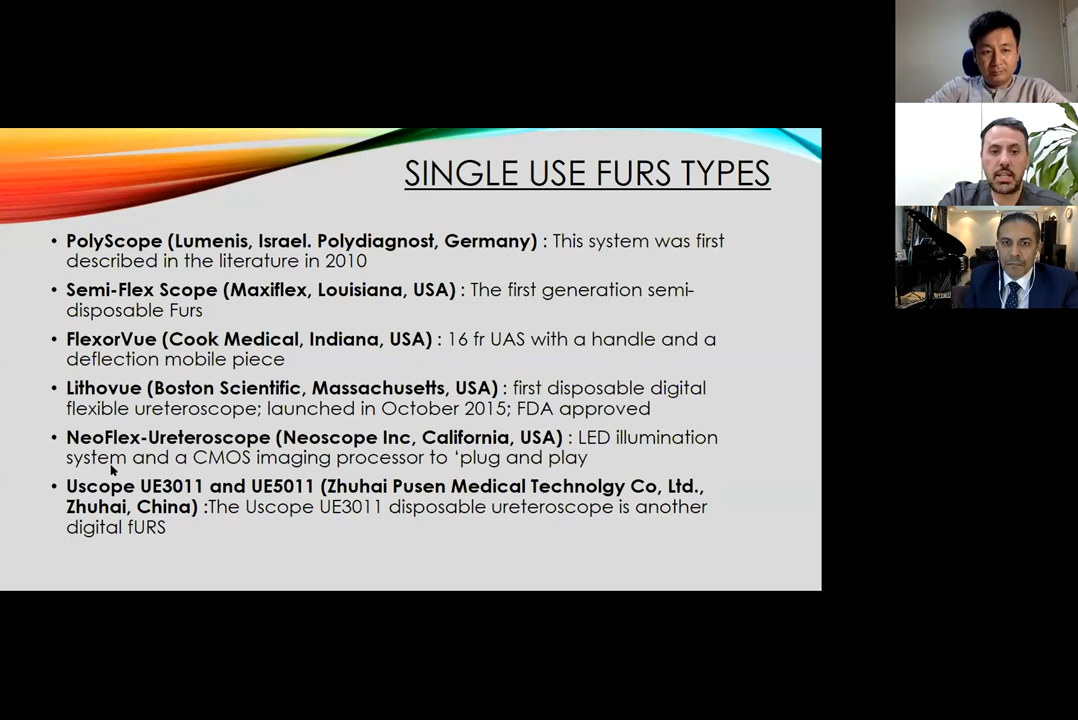 SINGLE USE FURS TYPES
• PolyScope (Lumenis, Israel. Polydiagnost, Germany) : This system was first
described in the literature in 2010
• Semi-Flex Scope (Maxiflex, Louisiana, USA) : The first generation semi-
disposable Furs
• FlexorVue (Cook Medical, Indiana, USA) : 16 fr UAS with a handle and a
deflection mobile piece
• Lithovue (Boston Scientific, Massachusetts, USA) : first disposable digital
flexible ureteroscope; launched in October 2015; FDA approved
• NeoFlex-Ureteroscope (Neoscope Inc, California, USA) : LED illumination
system and a CMOS imaging processor to ‘plug and play
• Uscope UE3011 and UE5011 (Zhuhai Pusen Medical Technolgy Co, Ltd.,
Zhuhai, China) :The Uscope UE3011 disposable ureteroscope is another
digital fURS